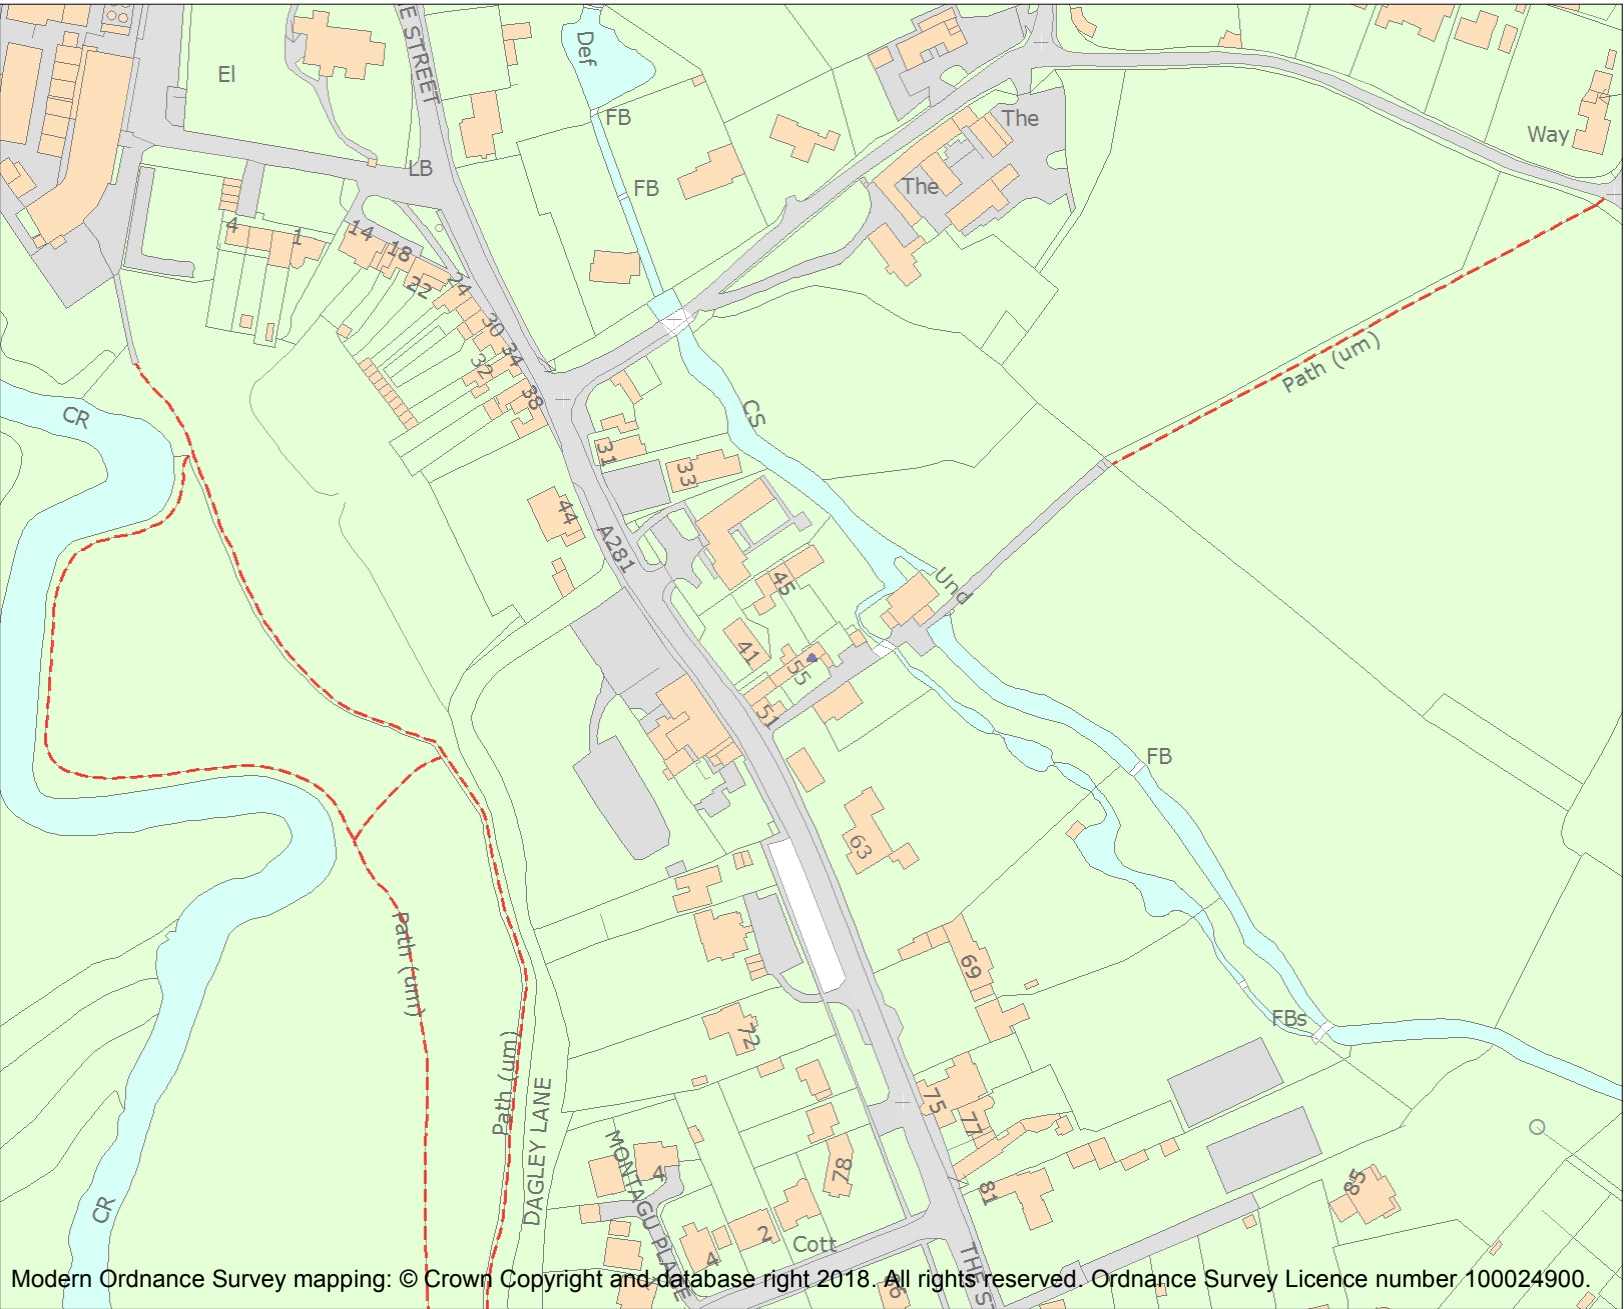 THE STREET
Def
El
FB
The
Way
LB
FB
The
4
1
14
18
22
24
30
34
32
38
Path (um)
CR
CS
31
33
44
A281
45
Und
41
55
51
FB
63
Path (um)
69
FBs
72
Path (um)
DAGLEY LANE
75
77
MONTAGU PLACE
4
78
81
85
CR
2
Cott
4
THE S
Modern Ordnance Survey mapping: © Crown Copyright and database right 2018. All rights reserved. Ordnance Survey Licence number 100024900.